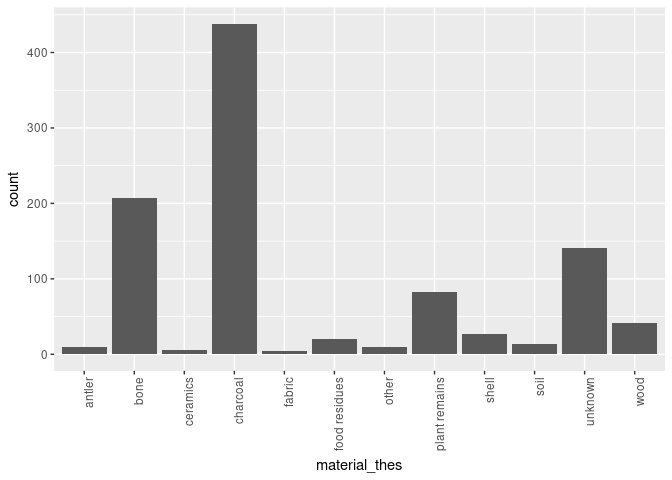 400
300
200
100
0
count
antler
bone
ceramics
charcoal
fabric
food residues
other
plant remains
shell
soil
unknown
wood
material_thes